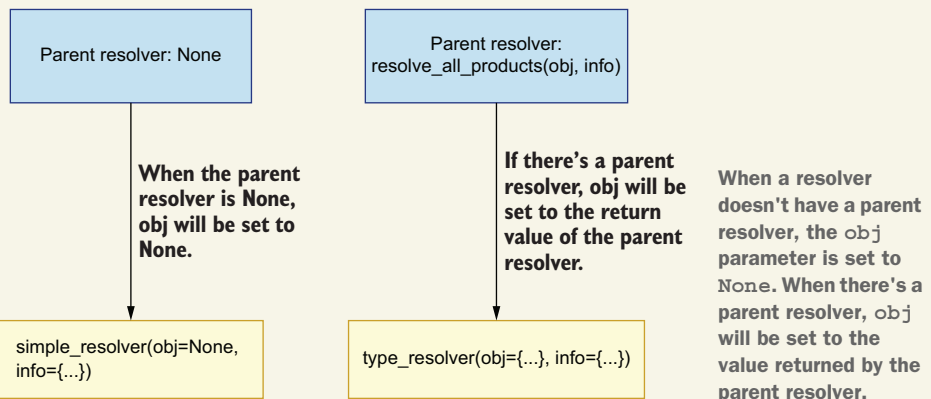 Parent resolver: None
Parent resolver:
resolve_all_products(obj, info)
When the parent
resolver is None,
obj will be set to
None.
If there's a parent
resolver, obj will be
set to the return
value of the parent
resolver.
When a resolver
doesn't have a parent
resolver, the obj
parameter is set to
None. When there's a
parent resolver, obj
will be set to the
value returned by the
parent resolver.
simple_resolver(obj=None,
info={...})
type_resolver(obj={...}, info={...})